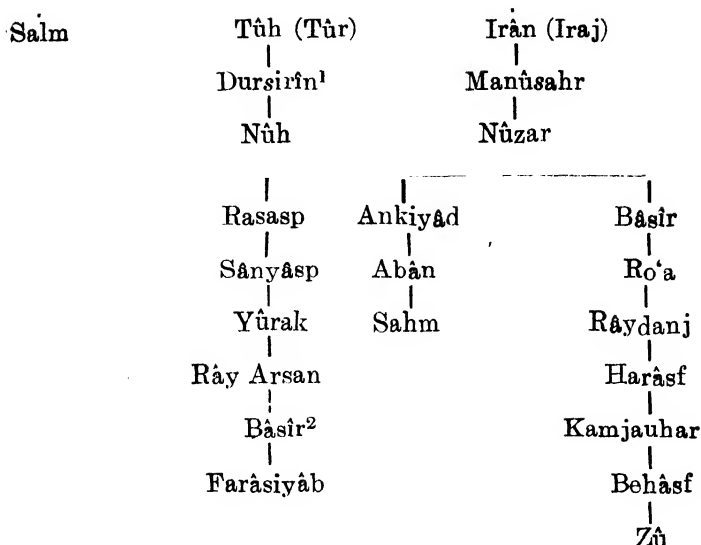 Salm Tûh (Tûr) Irân (Iraj)
Dursirîn¹ Manûsahr
Nûh Nûzar
Rasasp Ankiyâd Bâsîr
Sânyâsp Abân Ro‘a
Yûrak Sahm Râydanj
Rây Arsan Harâsf
Bâsîr² Kamjauhar
Farâsiyâb Behâsf
Zû